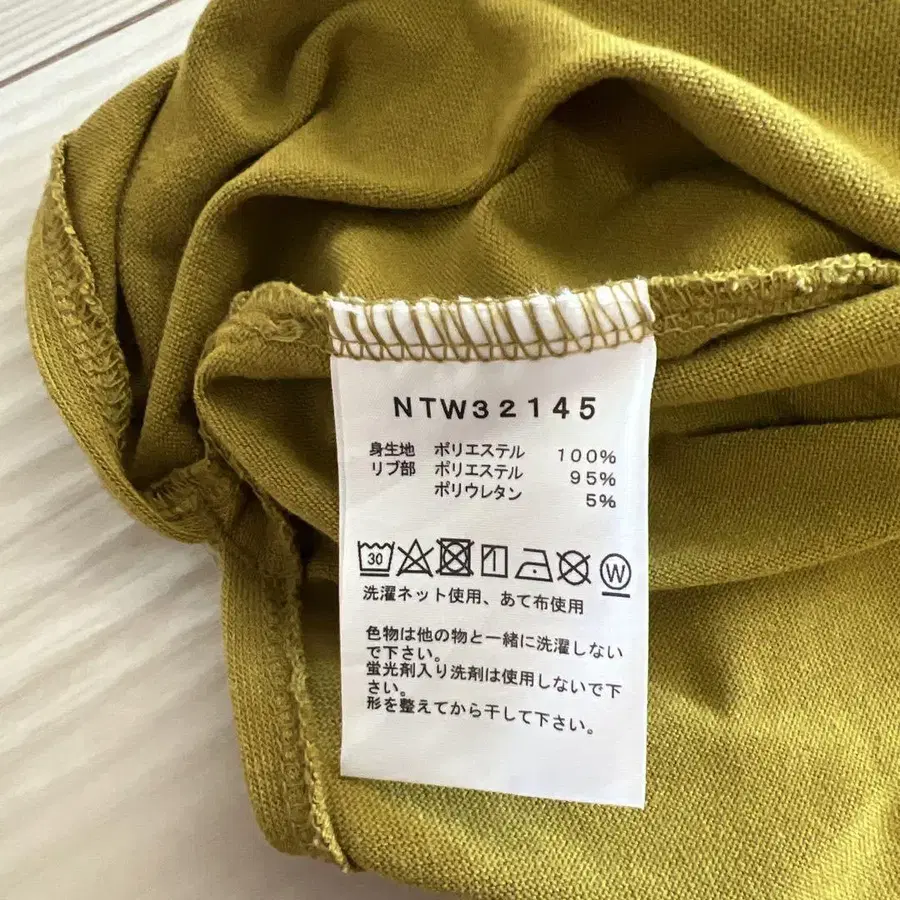 NTW32145
身生地 ポリエステル 100%
リブ部 ポリエステル 95%
ポリウレタン 5%
30 W
洗濯ネット使用、あて布使用
色物は他の物と一緒に洗濯しない
で下さい。
蛍光剤入り洗剤は使用しないで下
さい。
形を整えてから干して下さい。